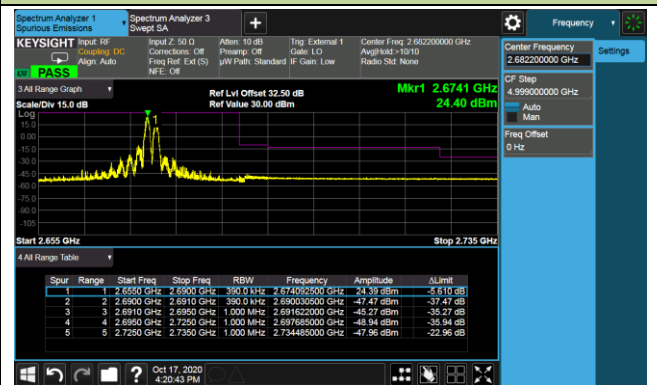 Spectrum Analyzer 1
Spurious Emissions
Spectrum Analyzer 3
Swept SA
Frequency
KEYSIGHT
Input: RF
Coupling: DC
Align: Auto
Input Z: 50 Ω
Corrections: Off
Freq Ref: Ext (S)
NFE: Off
Atten: 10 dB
Preamp: Off
µW Path: Standard
Trig: External 1
Gate: LO
IF Gain: Low
Center Freq: 2.682200000 GHz
Avg|Hold:>10/10
Radio Std: None
PASS
Center Frequency
2.682200000 GHz
Settings
CF Step
4.999000000 GHz
Auto
Man
Freq Offset
0 Hz
3 All Range Graph
Ref Lvl Offset 32.50 dB
Mkr1 2.6741 GHz
Scale/Div 15.0 dB
Ref Value 30.00 dBm
24.40 dBm
Log
15.0
0.00
-15.0
-30.0
-45.0
-60.0
-75.0
-90.0
-105
1
Start 2.655 GHz
Stop 2.735 GHz
4 All Range Table
Spur Range Start Freq Stop Freq RBW Frequency Amplitude ΔLimit
1 1 2.6550 GHz 2.6900 GHz 390.0 kHz 2.674092500 GHz 24.39 dBm -5.610 dB
2 2 2.6900 GHz 2.6910 GHz 390.0 kHz 2.690030500 GHz -47.47 dBm -37.47 dB
3 3 2.6910 GHz 2.6950 GHz 1.000 MHz 2.691622000 GHz -45.27 dBm -35.27 dB
4 4 2.6950 GHz 2.7250 GHz 1.000 MHz 2.697685000 GHz -48.94 dBm -35.94 dB
5 5 2.7250 GHz 2.7350 GHz 1.000 MHz 2.734485000 GHz -47.96 dBm -22.96 dB
Oct 17, 2020
4:20:43 PM